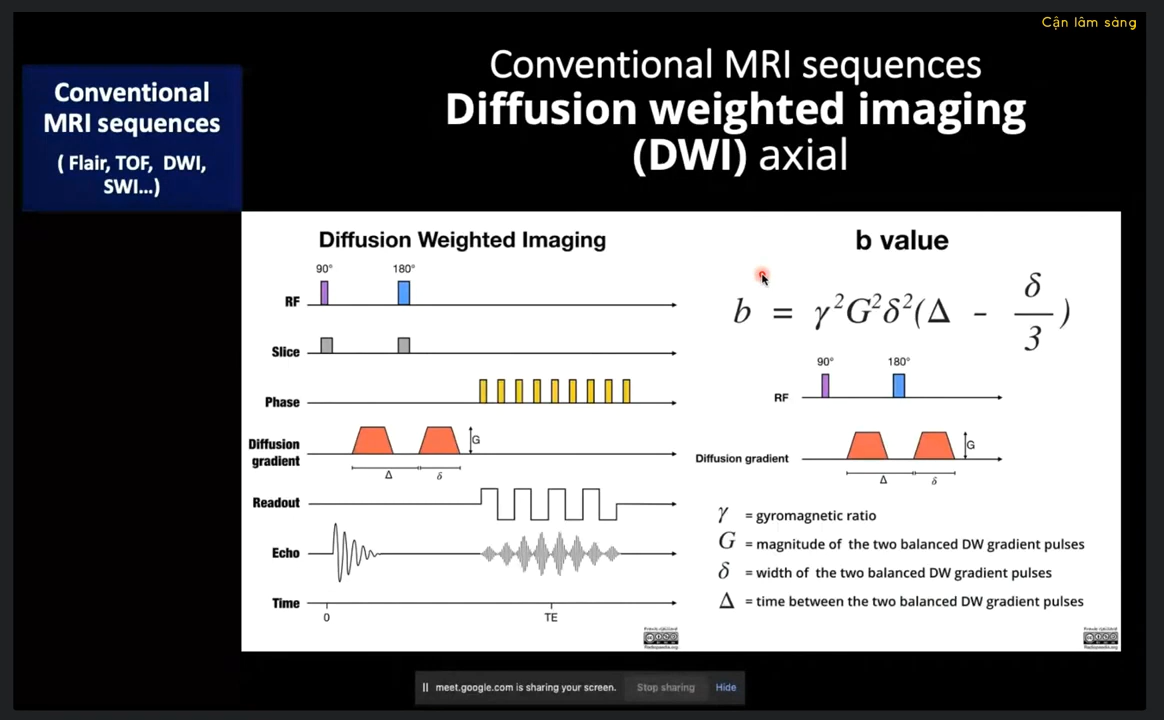 Cận lâm sàng
Conventional
MRI sequences
( Flair, TOF, DWI,
SWI...)
Conventional MRI sequences
Diffusion weighted imaging
(DWI) axial
Diffusion Weighted Imaging
90°
180°
RF
Slice
Phase
Diffusion
gradient
G
Δ
δ
Readout
Echo
Time
0
TE
b value
b = γ²G²δ²(Δ - δ/3)
90°
180°
RF
Diffusion gradient
G
Δ
δ
γ = gyromagnetic ratio
G = magnitude of the two balanced DW gradient pulses
δ = width of the two balanced DW gradient pulses
Δ = time between the two balanced DW gradient pulses
meet.google.com is sharing your screen.
Stop sharing
Hide